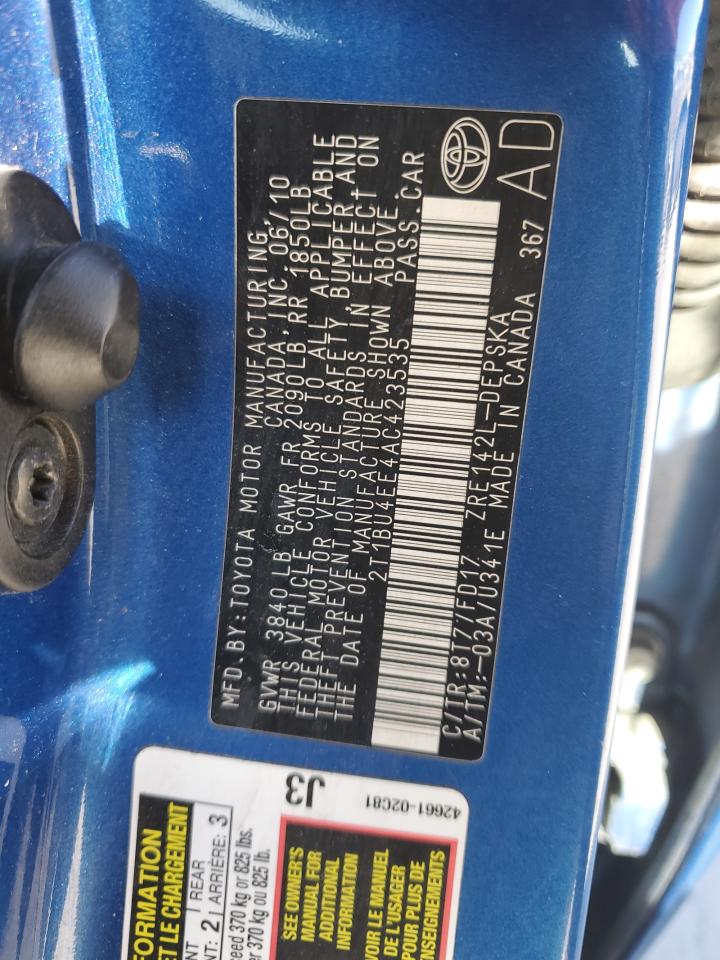 MFD. BY: TOYOTA MOTOR MANUFACTURING,
CANADA, INC. 06/10
GVWR 3840 LB GAWR FR 2090LB RR 1850LB
THIS VEHICLE CONFORMS TO ALL APPLICABLE
FEDERAL MOTOR VEHICLE SAFETY, BUMPER, AND
THEFT PREVENTION STANDARDS IN EFFECT ON
THE DATE OF MANUFACTURE SHOWN ABOVE.
2T1BU4EE4AC423535 PASS. CAR
C/TR: 8T7/FD17 ZRE142L-DEPSKA
A/TM: -03A/U341E MADE IN CANADA 367
AD
J3
42661-02C81
ET LE CHARGEMENT
2 REAR
ARRIÈRE: 3
370 kg or 825 lbs.
370 kg ou 825 lb.
SEE OWNER'S
MANUAL FOR
ADDITIONAL
INFORMATION
VOIR LE MANUEL
DE L'USAGER
POUR PLUS DE